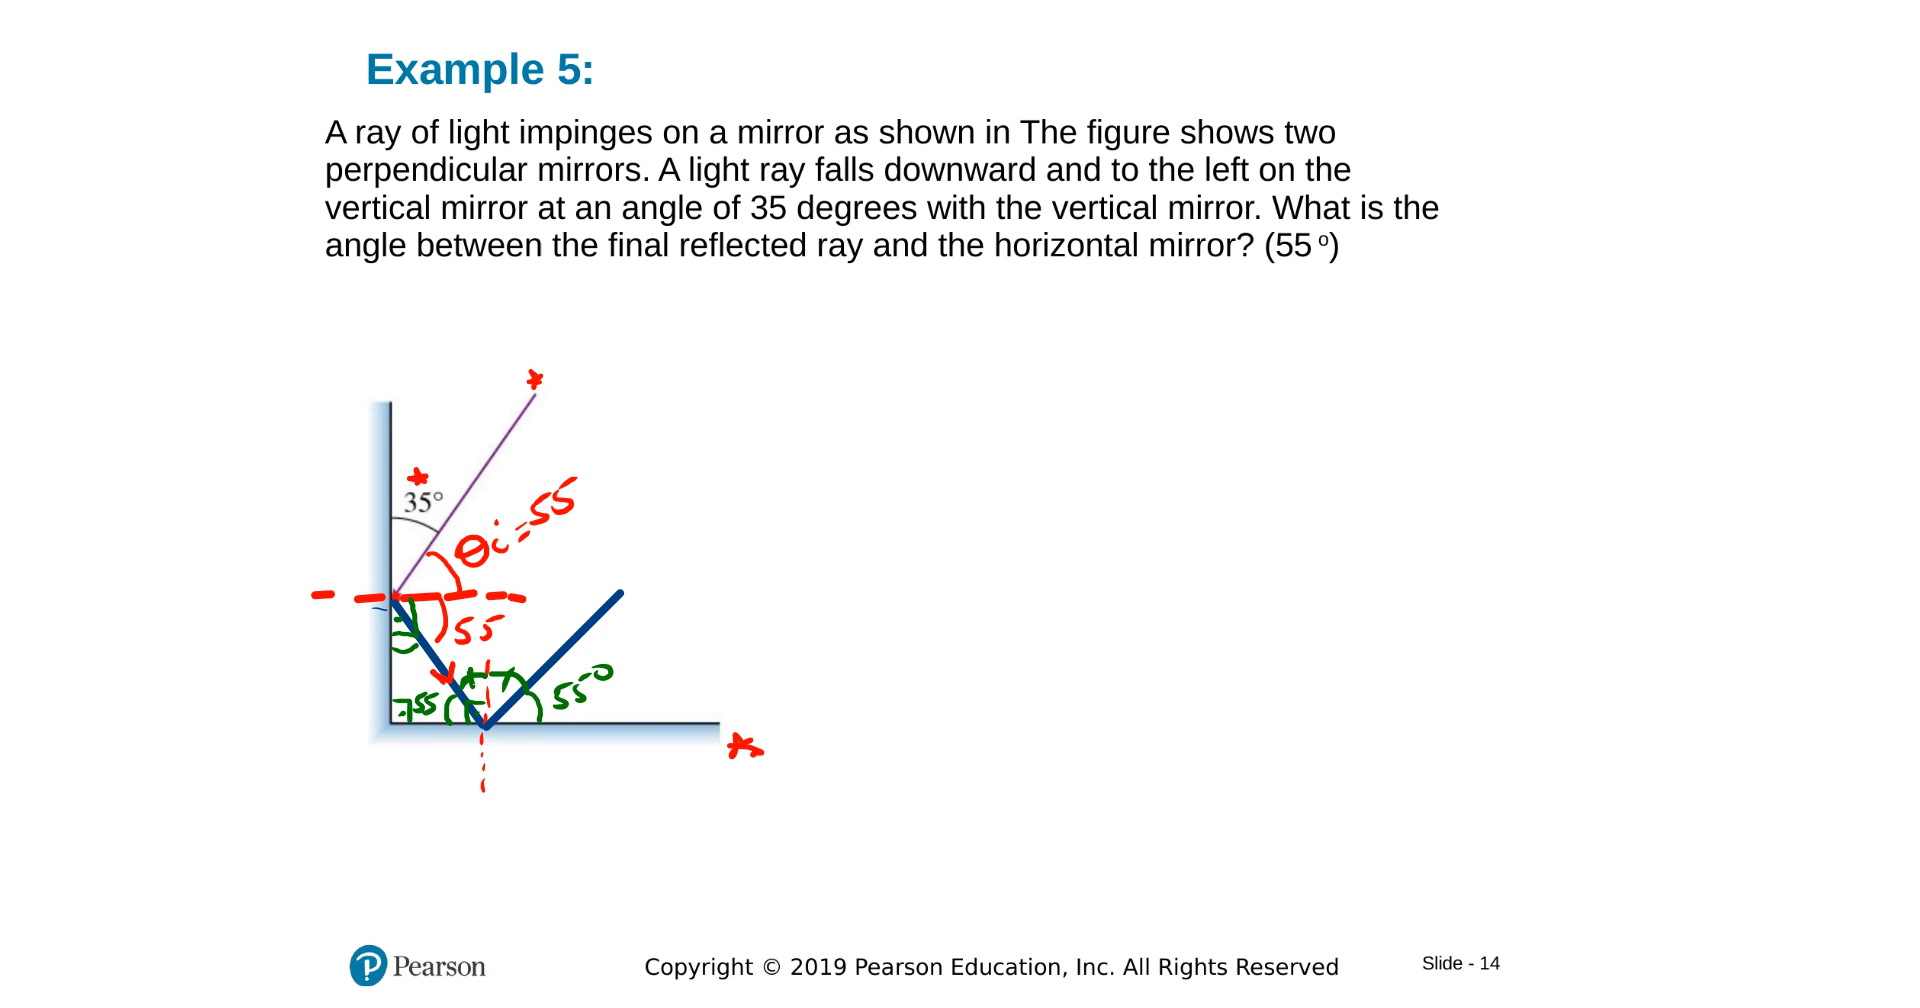 Example 5:
A ray of light impinges on a mirror as shown in The figure shows two
perpendicular mirrors. A light ray falls downward and to the left on the
vertical mirror at an angle of 35 degrees with the vertical mirror. What is the
angle between the final reflected ray and the horizontal mirror? (55 º)
35°
θi = 55
55
55
55°
Pearson
Copyright © 2019 Pearson Education, Inc. All Rights Reserved
Slide - 14